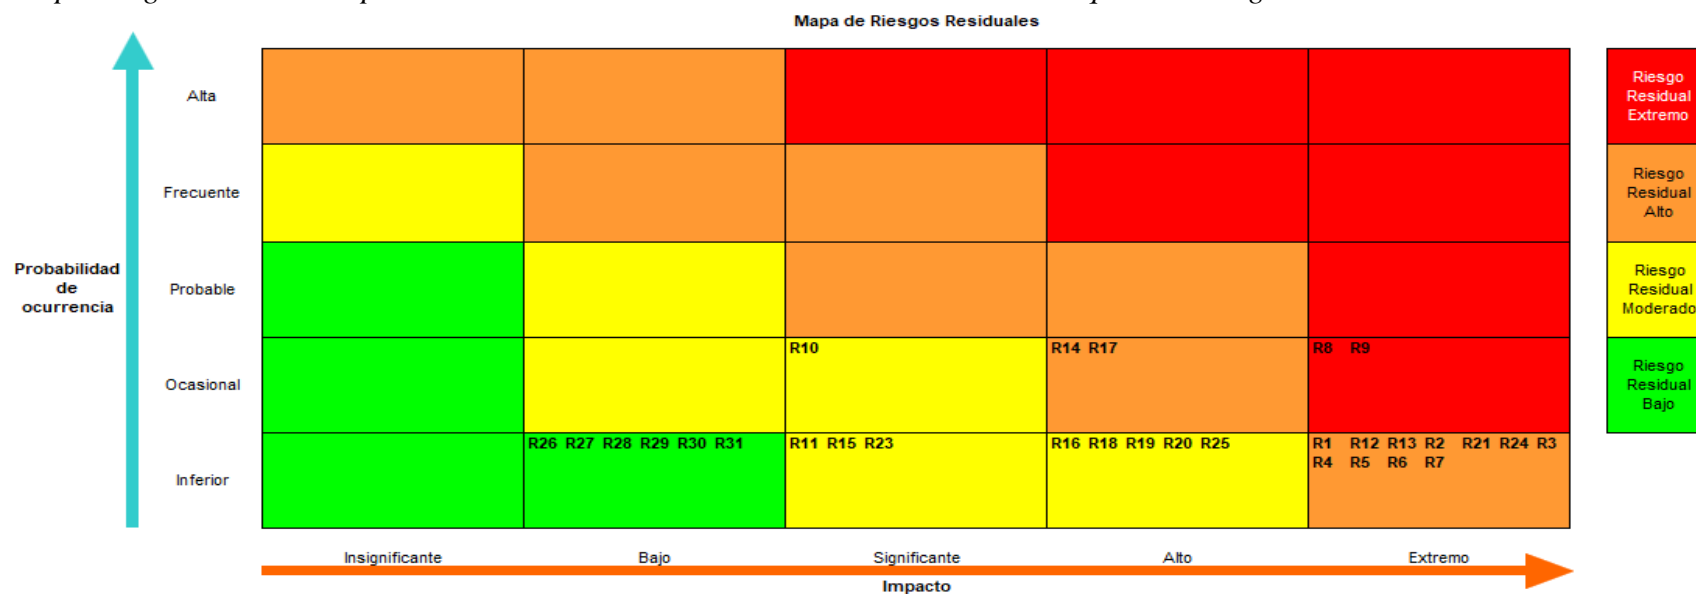 Mapa de Riesgos Residuales
Alta
Riesgo
Residual
Extremo
Frecuente
Riesgo
Residual
Alto
Probabilidad
de
ocurrencia
Probable
Riesgo
Residual
Moderado
Ocasional
R10
R14 R17
R8 R9
Riesgo
Residual
Bajo
Inferior
R26 R27 R28 R29 R30 R31
R11 R15 R23
R16 R18 R19 R20 R25
R1 R12 R13 R2 R21 R24 R3
R4 R5 R6 R7
Insignificante
Bajo
Significante
Alto
Extremo
Impacto